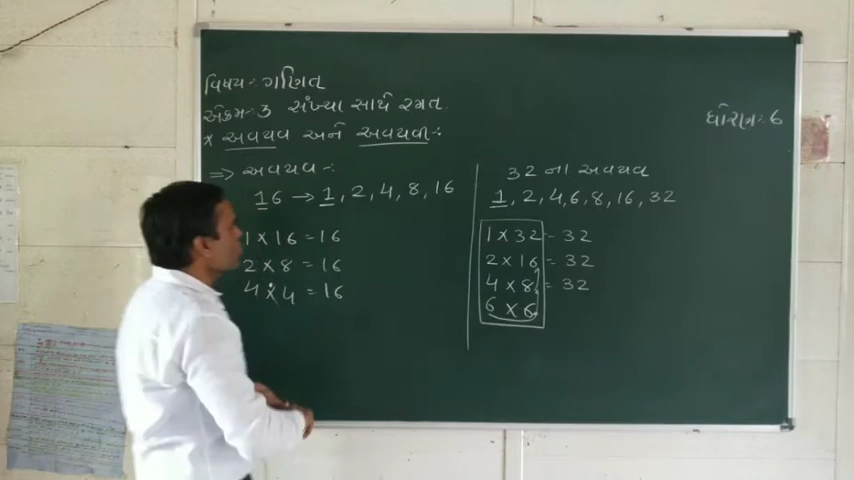 વિષય:- ગણિત
એકમ:- 3 સંખ્યા સાથે રમત.
ધોરણ:- 6
* અવયવ અને અવયવી:-
⇒ અવયવ:-
16 → 1, 2, 4, 8, 16
1 × 16 = 16
2 × 8 = 16
4 × 4 = 16
32 ના અવયવ
1, 2, 4, 6, 8, 16, 32
1 × 32 = 32
2 × 16 = 32
4 × 8 = 32
6 × 6